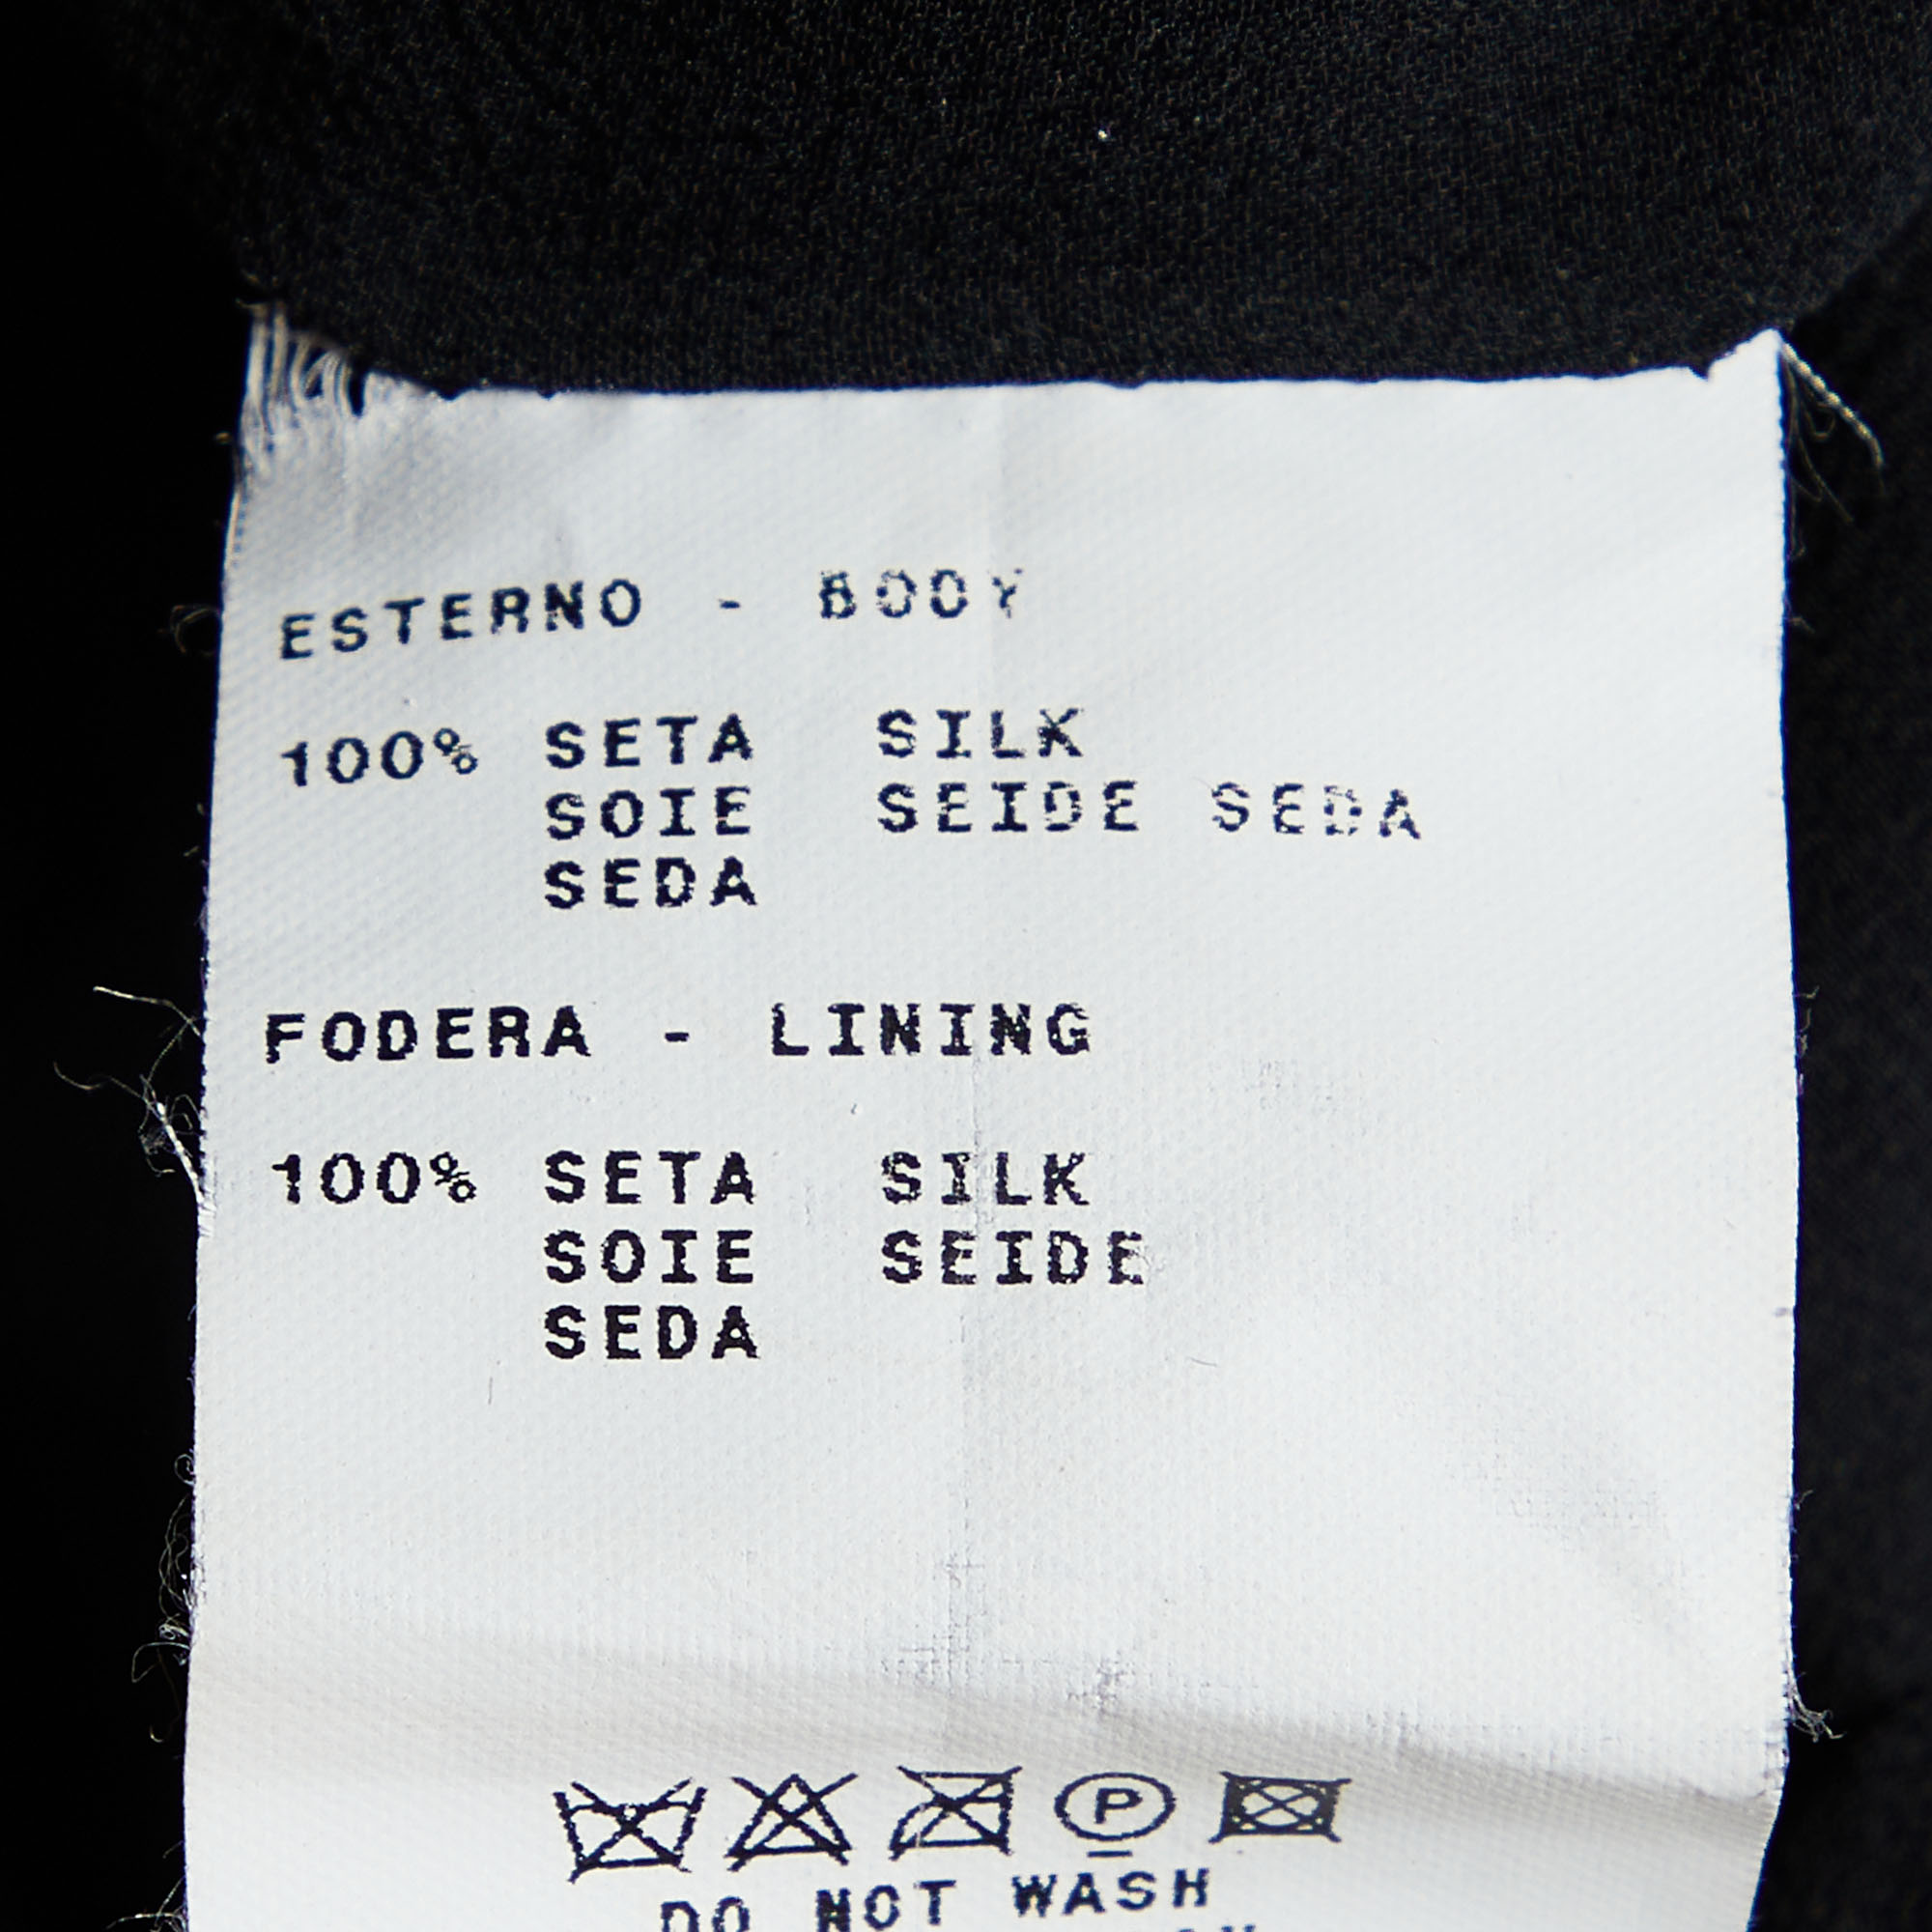 ESTERNO - BODY
100% SETA SILK
SOIE SEIDE SEDA
SEDA
FODERA - LINING
100% SETA SILK
SOIE SEIDE
SEDA
P
DO NOT WASH